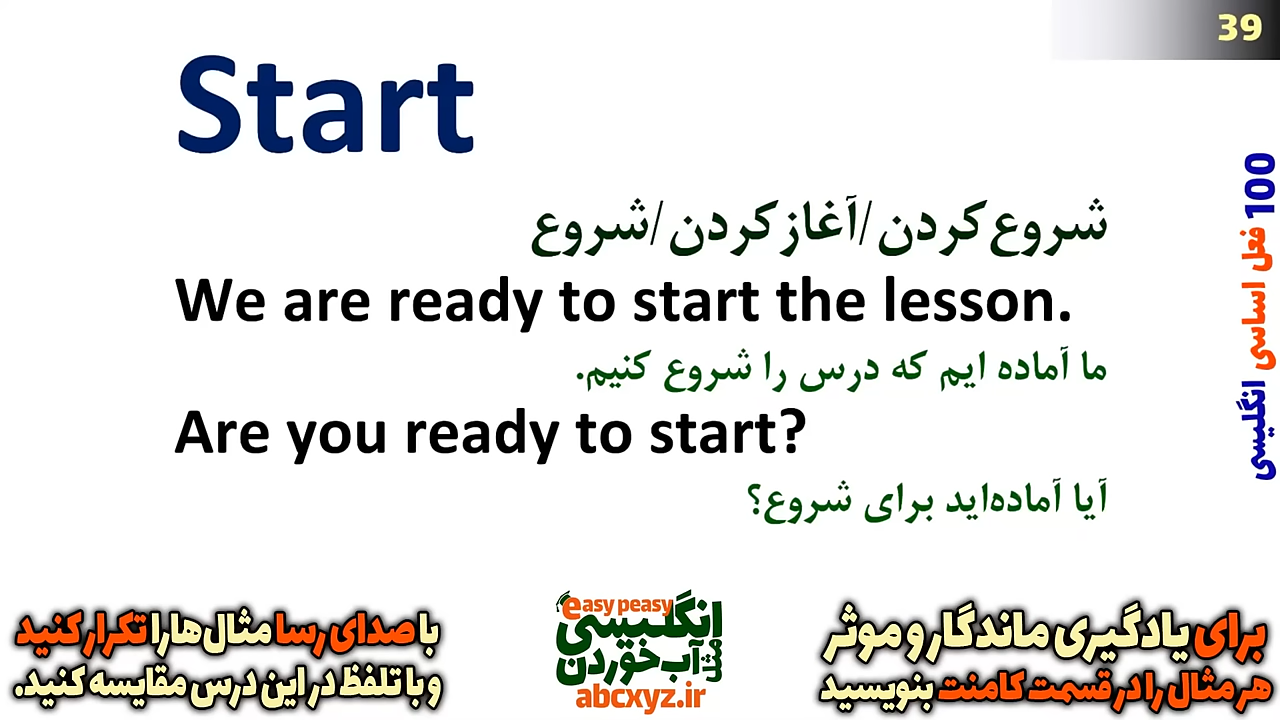 39
Start
شروع کردن/آغاز کردن/شروع
We are ready to start the lesson.
ما آماده ایم که درس را شروع کنیم.
Are you ready to start?
آیا آماده‌اید برای شروع؟
100 فعل اساسی انگلیسی
برای یادگیری ماندگار و موثر
هر مثال را در قسمت کامنت بنویسید
easy peasy
انگلیسی
مثل آب خوردن
abcxyz.ir
با صدای رسا مثال‌ها را تکرار کنید
و با تلفظ در این درس مقایسه کنید.